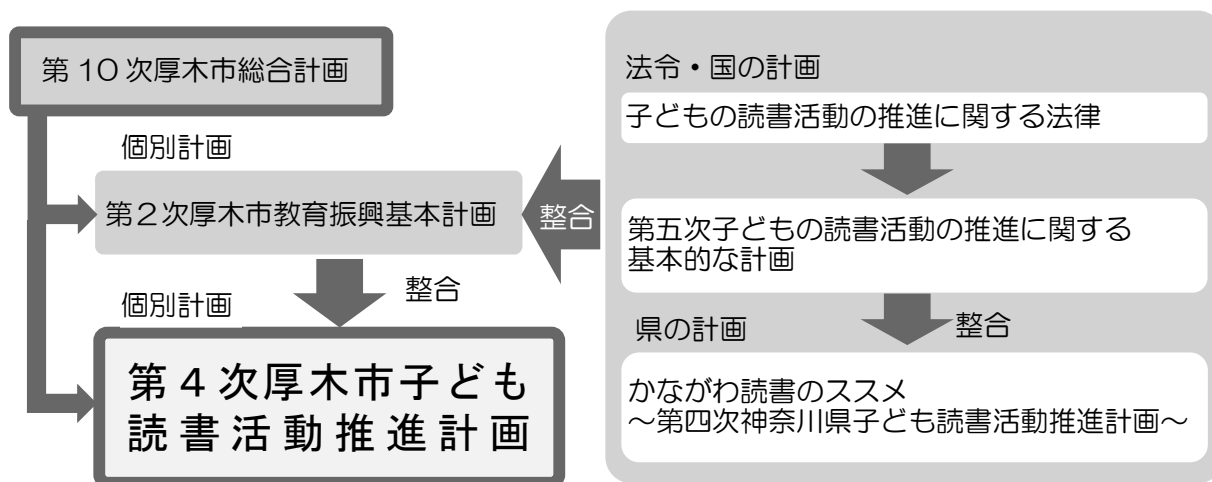 第10次厚木市総合計画
個別計画
第2次厚木市教育振興基本計画
整合
個別計画
第4次厚木市子ども
読書活動推進計画
整合
法令・国の計画
子どもの読書活動の推進に関する法律
第五次子どもの読書活動の推進に関する
基本的な計画
県の計画
整合
かながわ読書のススメ
～第四次神奈川県子ども読書活動推進計画～